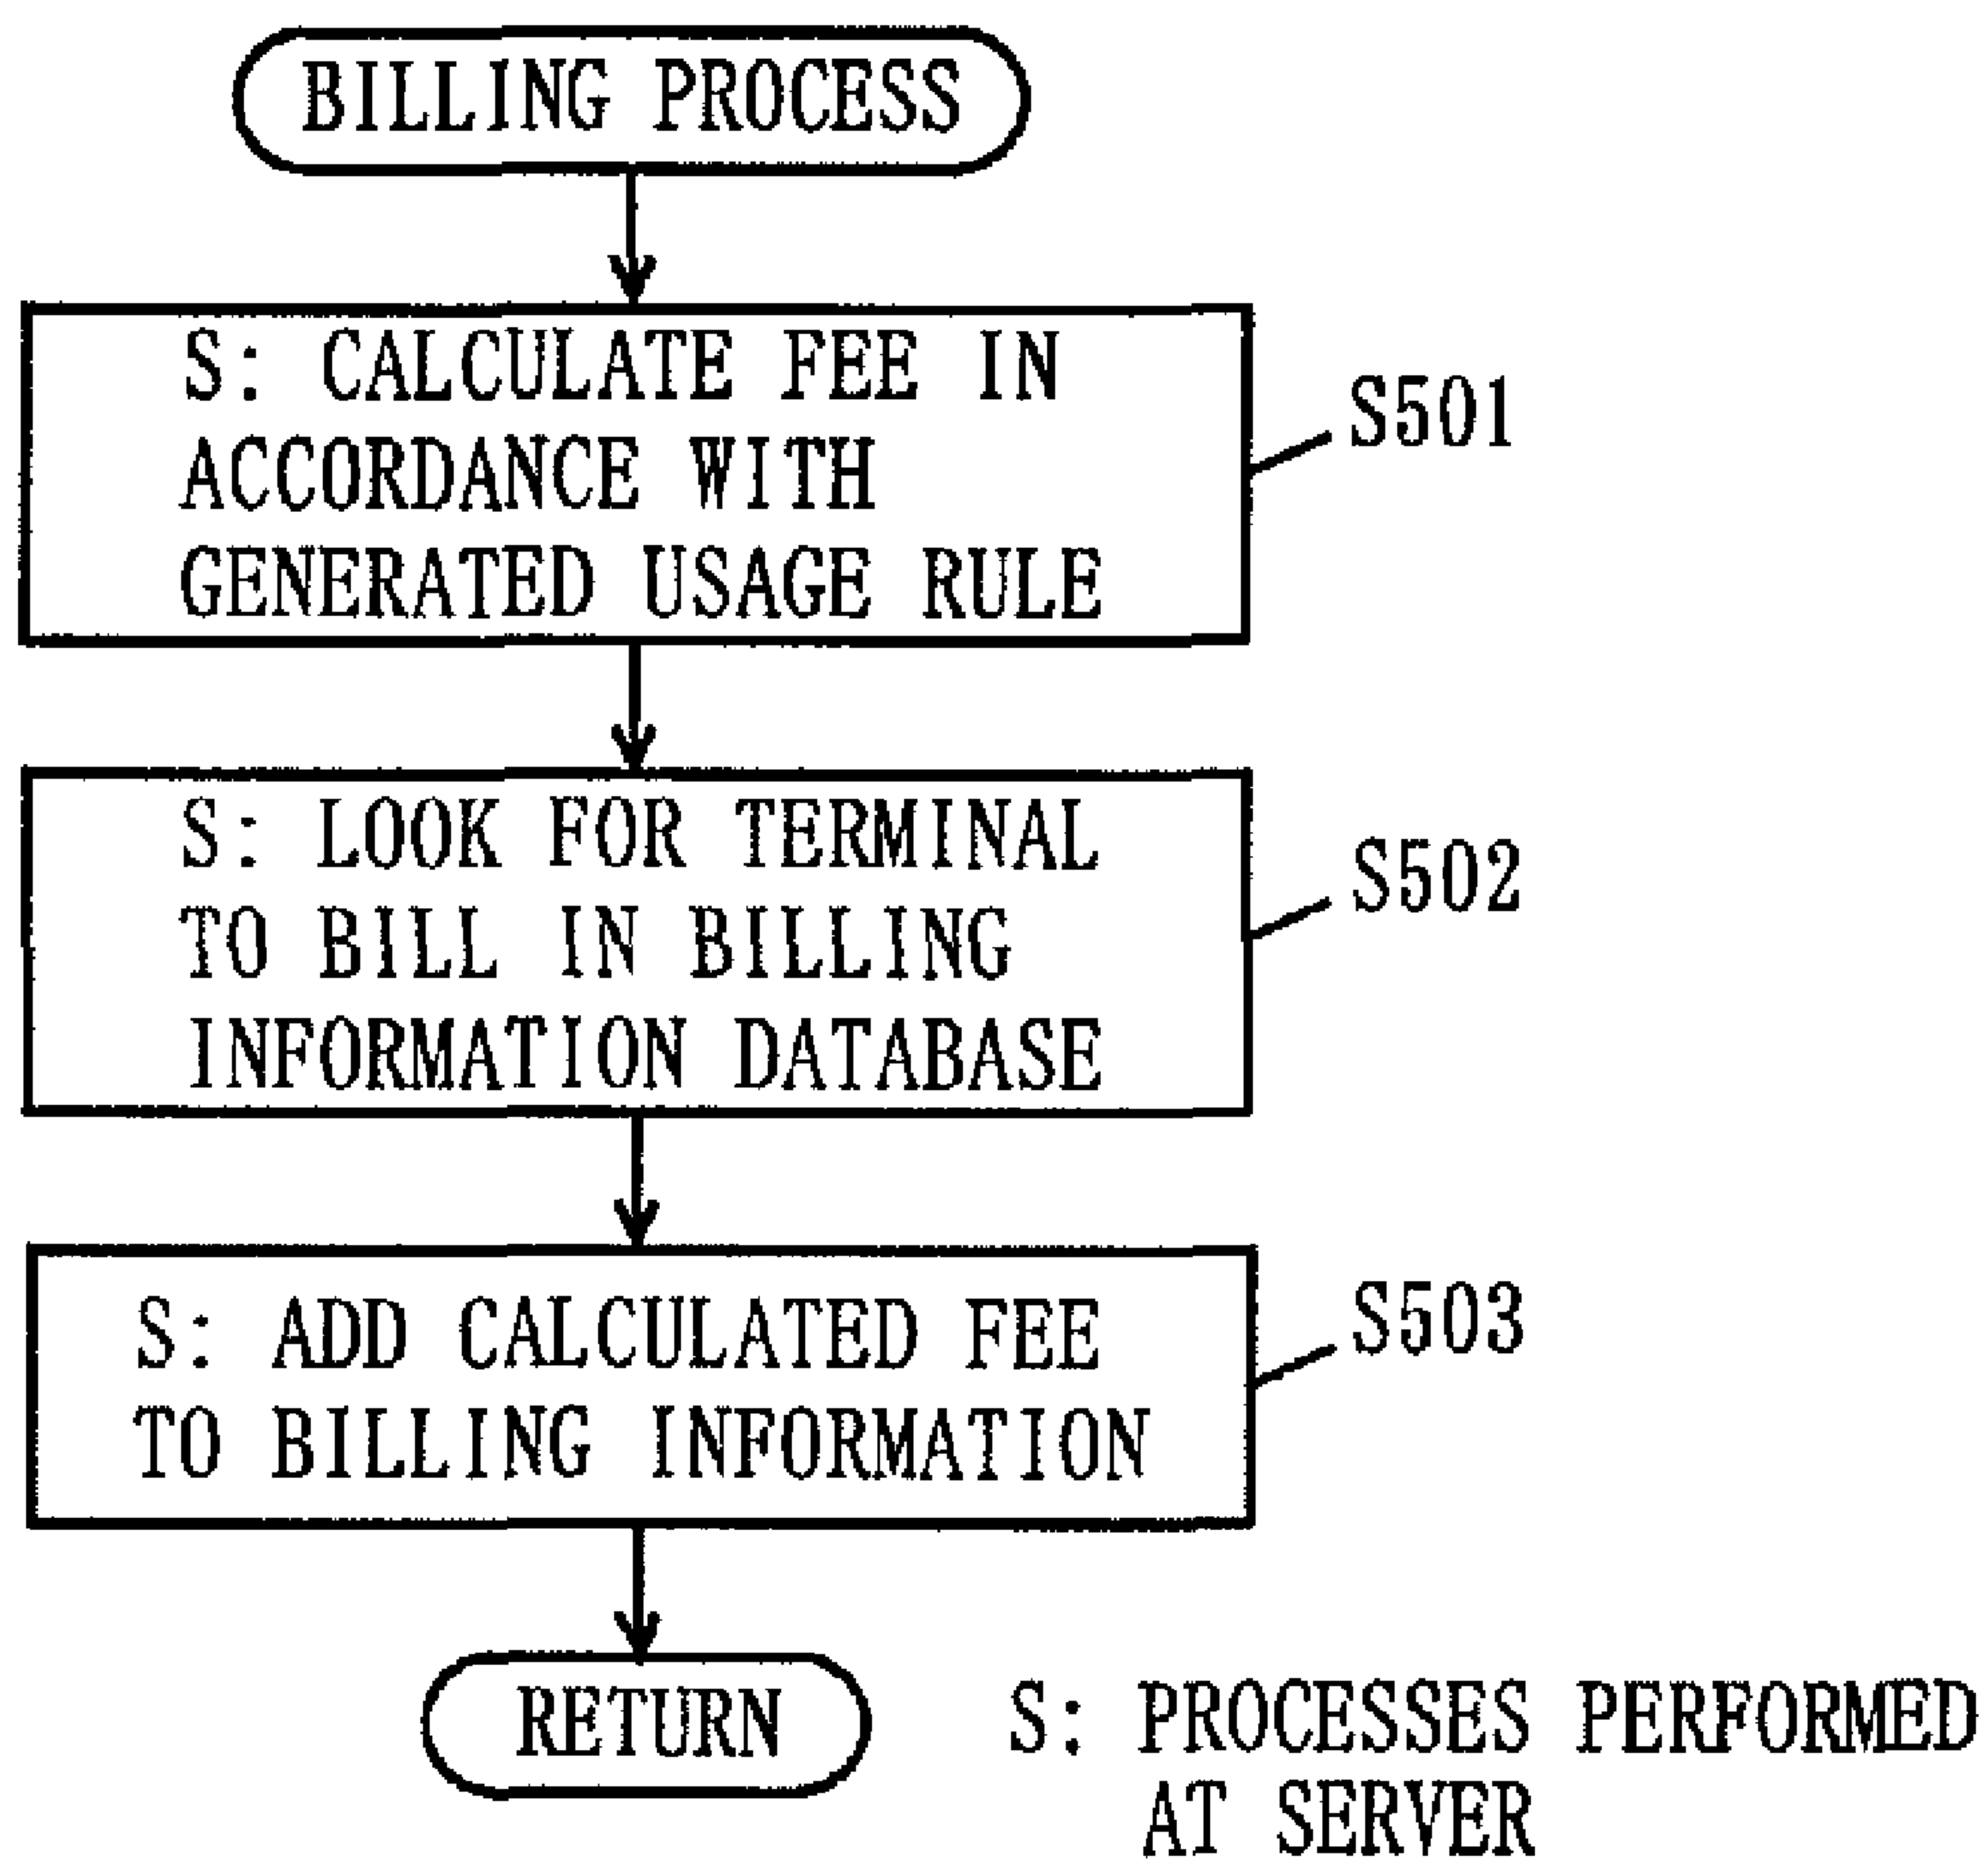 BILLING PROCESS
S: CALCULATE FEE IN
ACCORDANCE WITH
GENERATED USAGE RULE
S501
S: LOOK FOR TERMINAL
TO BILL IN BILLING
INFORMATION DATABASE
S502
S: ADD CALCULATED FEE
TO BILLING INFORMATION
S503
RETURN
S: PROCESSES PERFORMED
AT SERVER